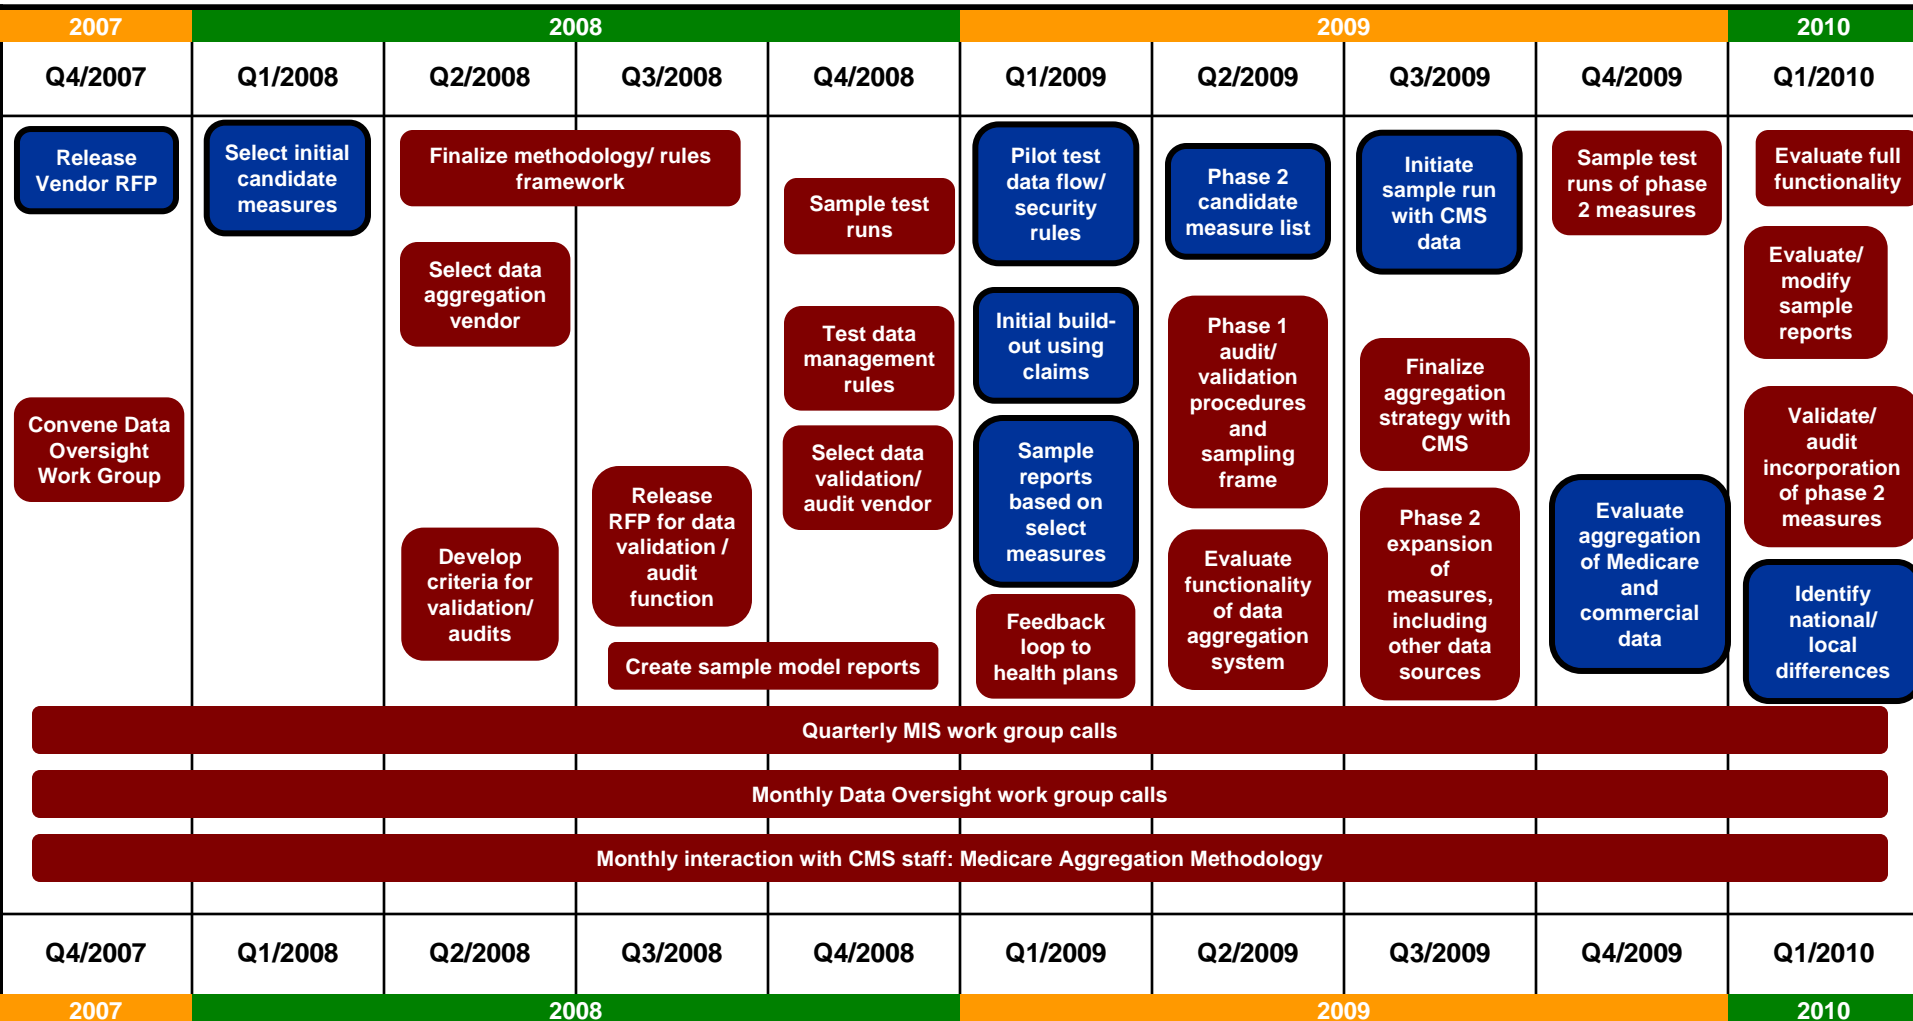 2007
2008
2009
2010
Q4/2007
Q1/2008
Q2/2008
Q3/2008
Q4/2008
Q1/2009
Q2/2009
Q3/2009
Q4/2009
Q1/2010
Release
Vendor RFP
Convene Data
Oversight
Work Group
Select initial
candidate
measures
Finalize methodology/ rules
framework
Select data
aggregation
vendor
Develop
criteria for
validation/
audits
Release
RFP for data
validation /
audit
function
Create sample model reports
Sample test
runs
Test data
management
rules
Select data
validation/
audit vendor
Pilot test
data flow/
security
rules
Initial build-
out using
claims
Sample
reports
based on
select
measures
Feedback
loop to
health plans
Phase 2
candidate
measure list
Phase 1
audit/
validation
procedures
and
sampling
frame
Evaluate
functionality
of data
aggregation
system
Initiate
sample run
with CMS
data
Finalize
aggregation
strategy with
CMS
Phase 2
expansion
of
measures,
including
other data
sources
Sample test
runs of phase
2 measures
Evaluate
aggregation
of Medicare
and
commercial
data
Evaluate full
functionality
Evaluate/
modify
sample
reports
Validate/
audit
incorporation
of phase 2
measures
Identify
national/
local
differences
Quarterly MIS work group calls
Monthly Data Oversight work group calls
Monthly interaction with CMS staff: Medicare Aggregation Methodology
Q4/2007
Q1/2008
Q2/2008
Q3/2008
Q4/2008
Q1/2009
Q2/2009
Q3/2009
Q4/2009
Q1/2010
2007
2008
2009
2010